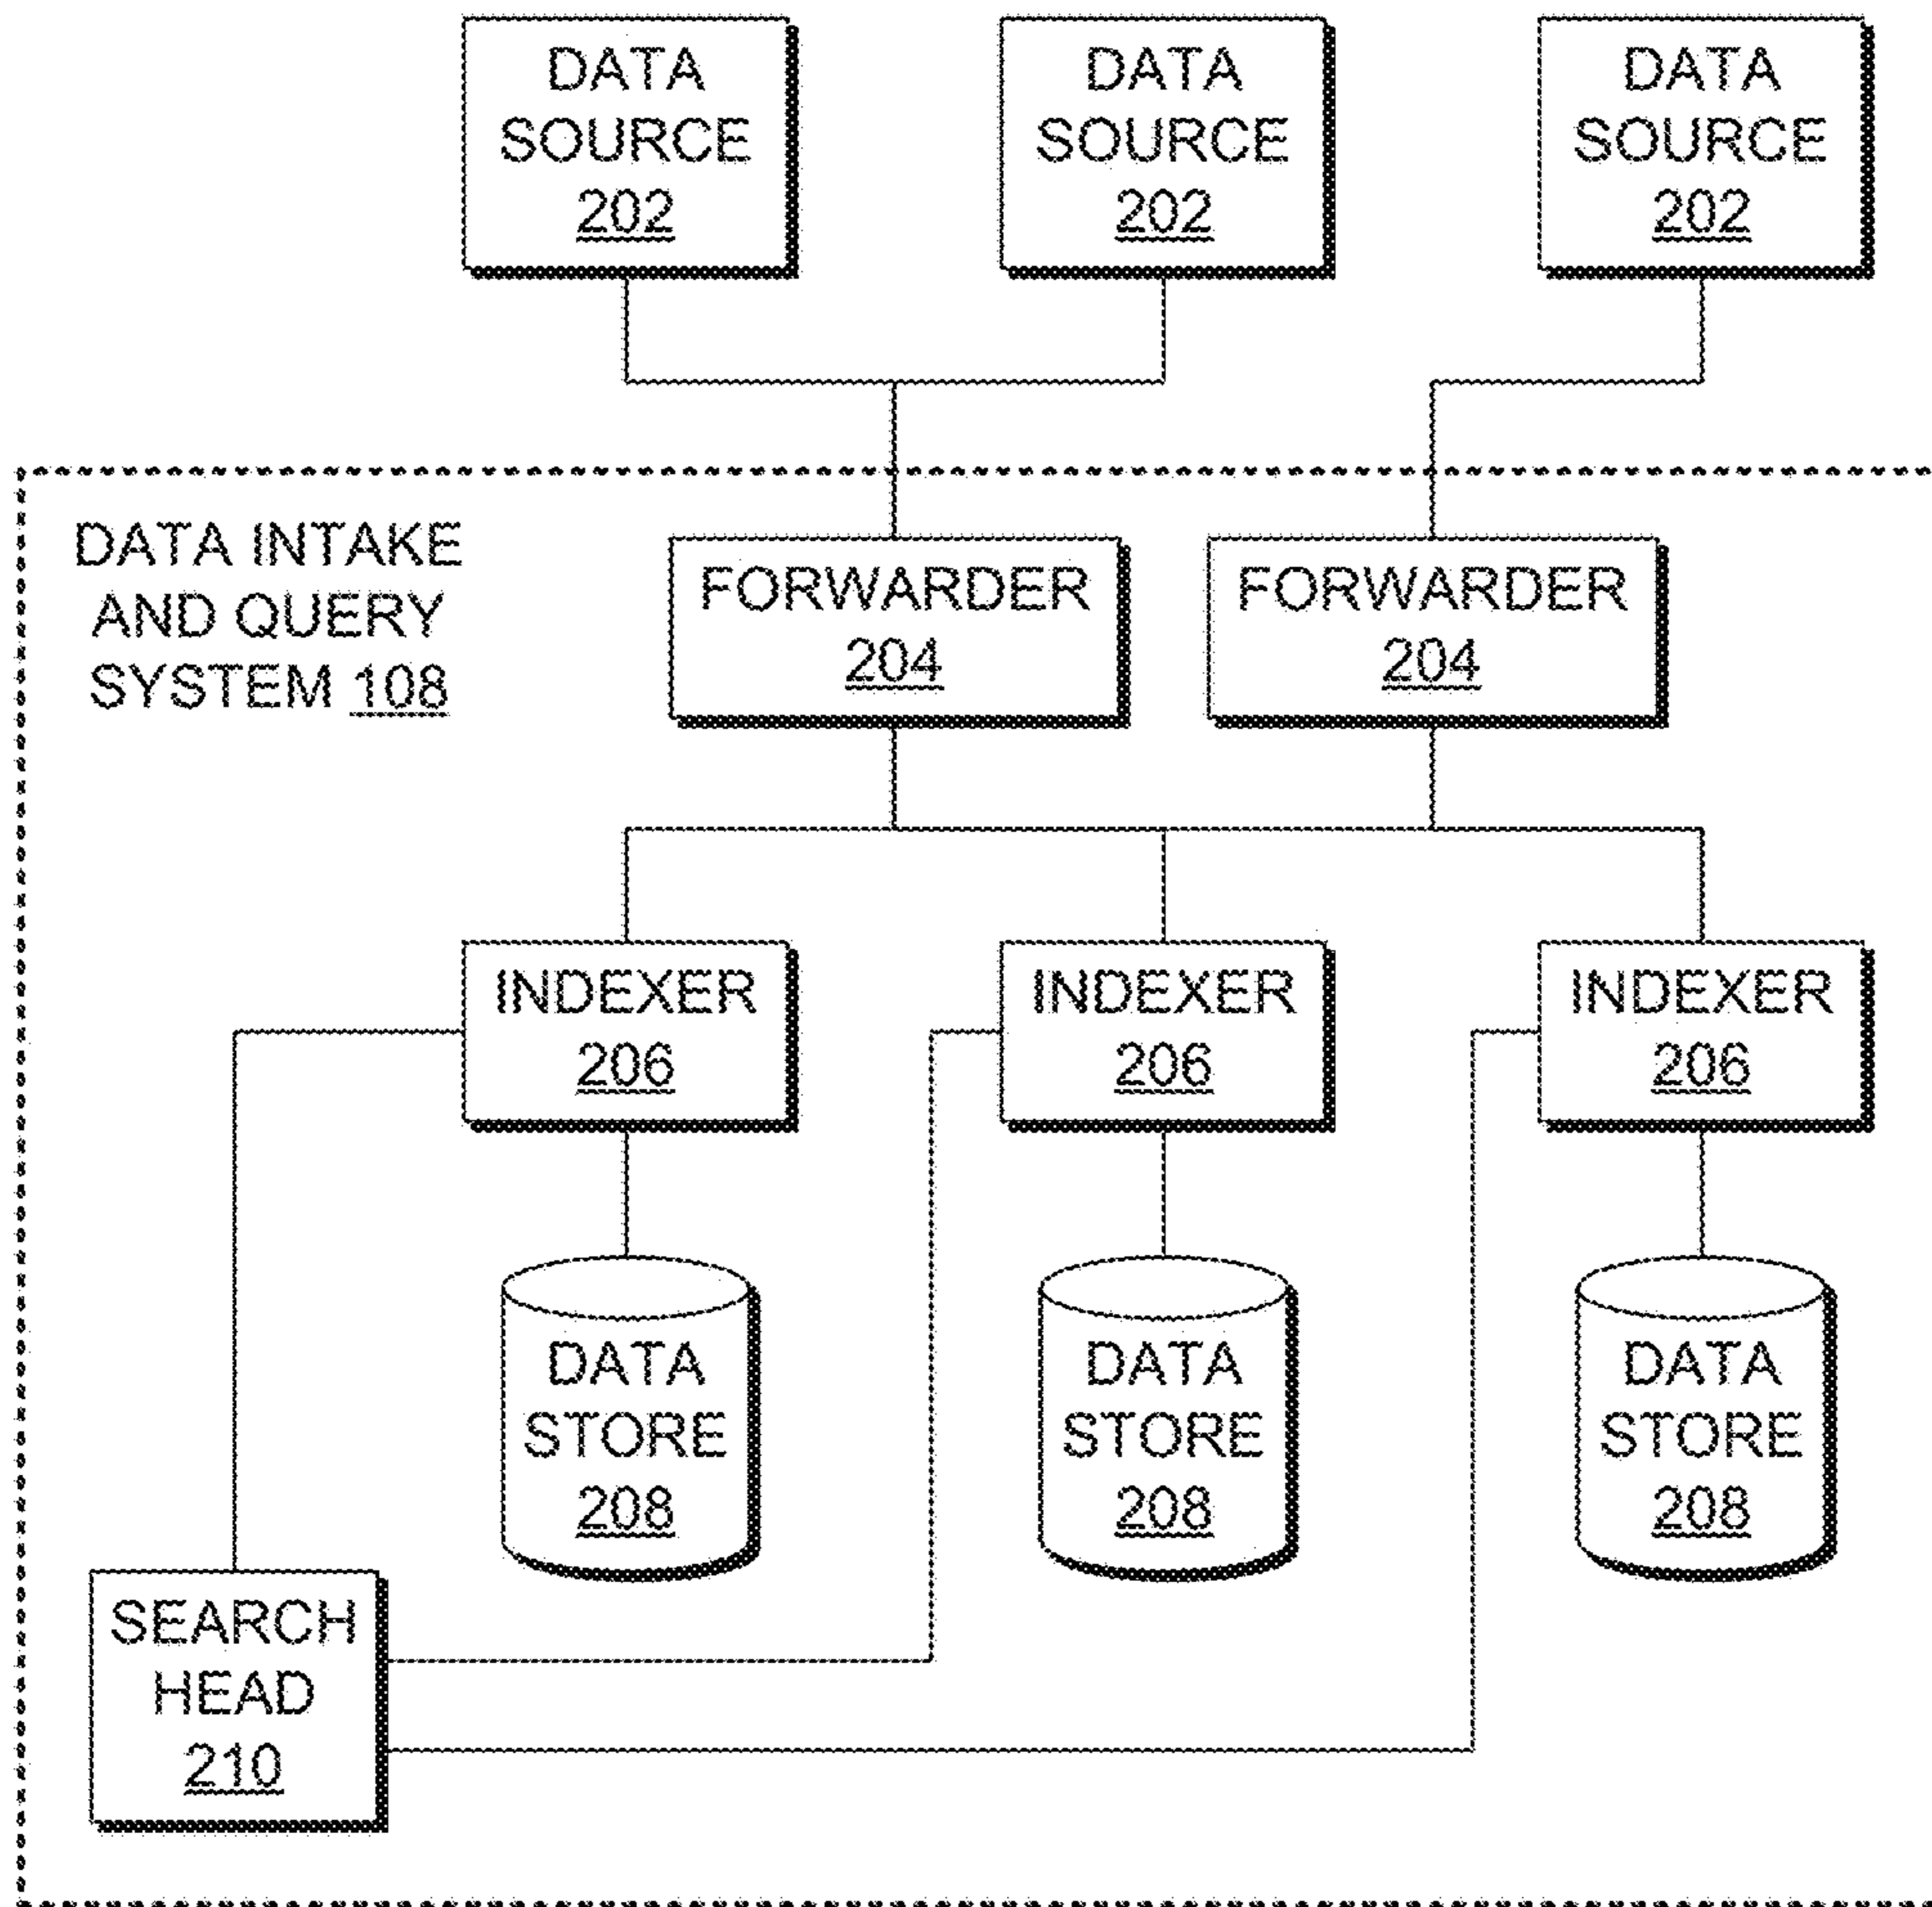 DATA
SOURCE
202
DATA
SOURCE
202
DATA
SOURCE
202
DATA INTAKE
AND QUERY
SYSTEM 108
FORWARDER
204
FORWARDER
204
INDEXER
206
INDEXER
206
INDEXER
206
DATA
STORE
208
DATA
STORE
208
DATA
STORE
208
SEARCH
HEAD
210